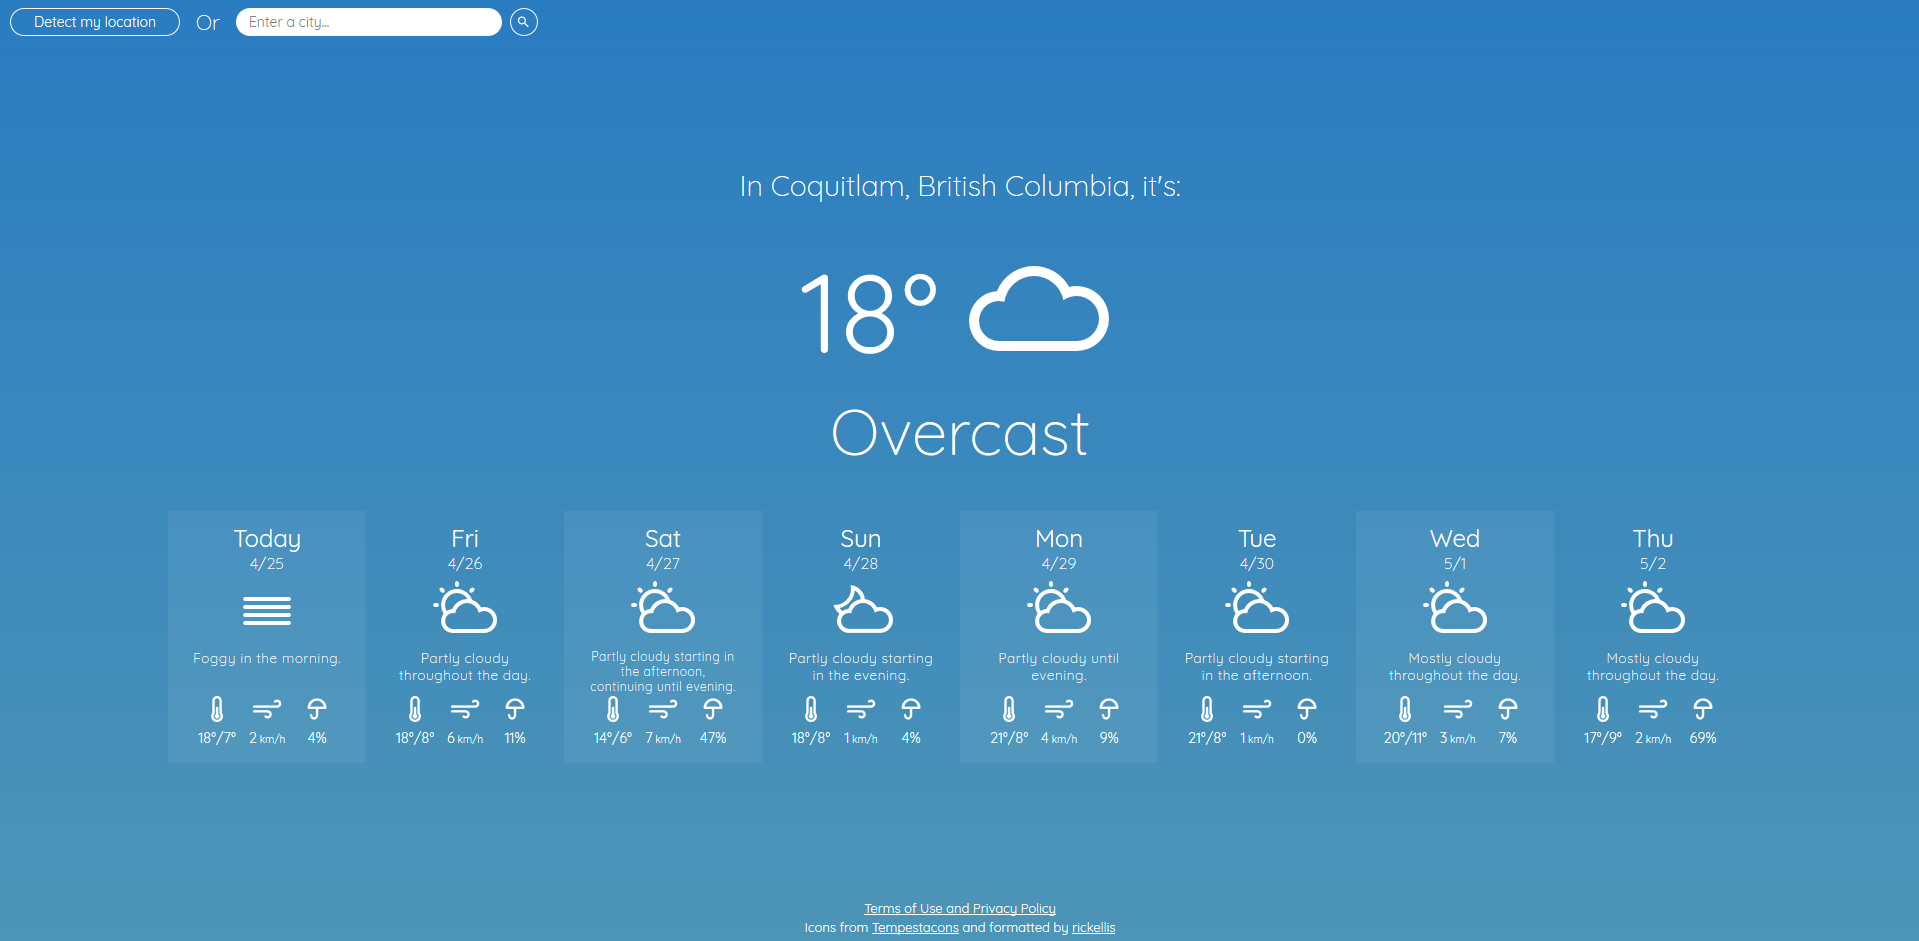 Detect my location Or Enter a city...
In Coquitlam, British Columbia, it's:
18°
Overcast
Today
4/25
Foggy in the morning.
18°/7° 2 km/h 4%
Fri
4/26
Partly cloudy
throughout the day.
18°/8° 6 km/h 11%
Sat
4/27
Partly cloudy starting in
the afternoon,
continuing until evening.
14°/6° 7 km/h 47%
Sun
4/28
Partly cloudy starting
in the evening.
18°/8° 1 km/h 4%
Mon
4/29
Partly cloudy until
evening.
21°/8° 4 km/h 9%
Tue
4/30
Partly cloudy starting
in the afternoon.
21°/8° 1 km/h 0%
Wed
5/1
Mostly cloudy
throughout the day.
20°/11° 3 km/h 7%
Thu
5/2
Mostly cloudy
throughout the day.
17°/9° 2 km/h 69%
Terms of Use and Privacy Policy
Icons from Tempestacons and formatted by rickellis